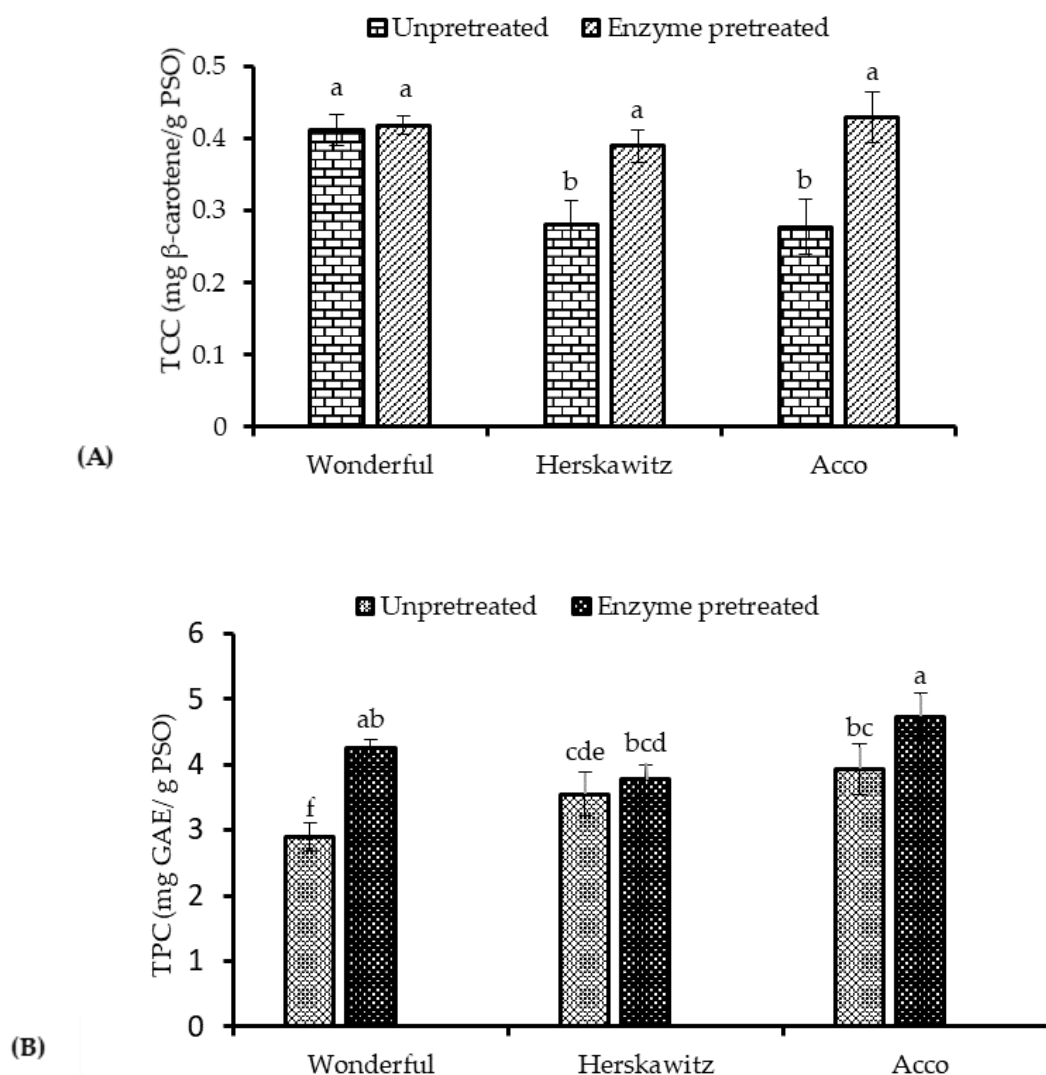 Unpretreated Enzyme pretreated
TCC (mg β-carotene/g PSO)
0.5
0.4
0.3
0.2
0.1
0
a
a
b
a
b
a
Wonderful Herskawitz Acco
(A)
Unpretreated Enzyme pretreated
TPC (mg GAE/ g PSO)
6
5
4
3
2
1
0
f
ab
cde
bcd
bc
a
Wonderful Herskawitz Acco
(B)